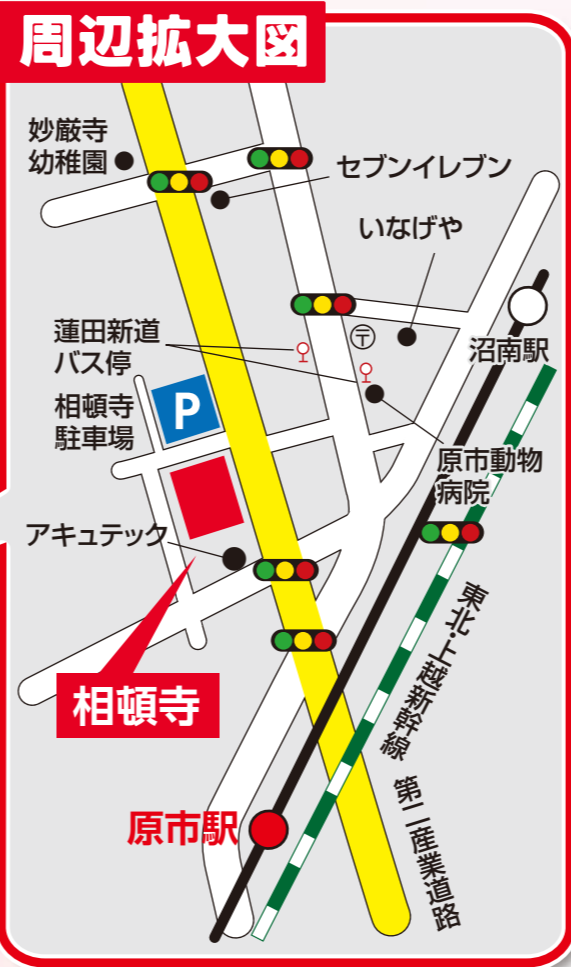 周辺拡大図
妙厳寺
幼稚園
セブンイレブン
いなげや
蓮田新道
バス停
〒
沼南駅
相頓寺
駐車場
P
原市動物
病院
アキュテック
東北・上越新幹線
相頓寺
原市駅
第二産業道路